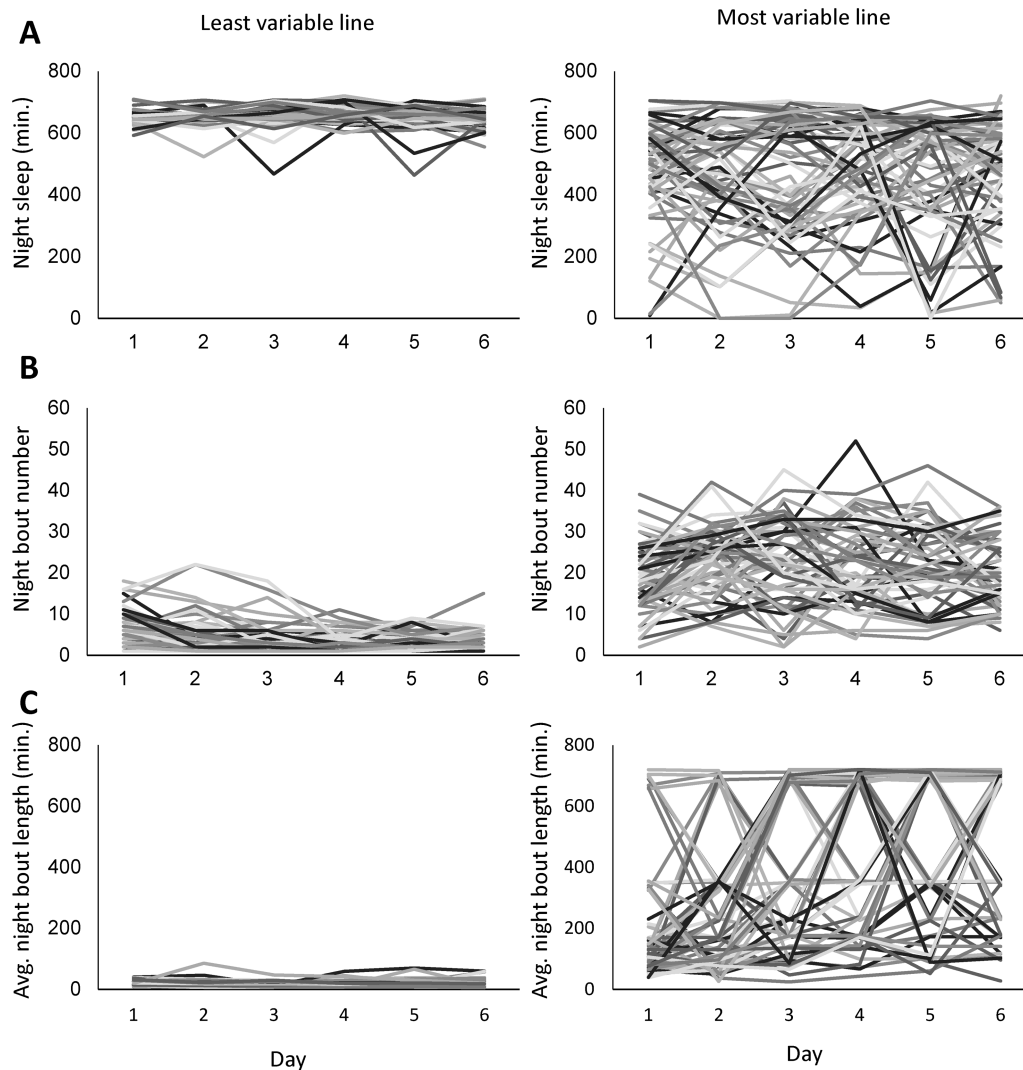 A
Least variable line
Most variable line
Night sleep (min.)
800
600
400
200
0
1 2 3 4 5 6
Night sleep (min.)
800
600
400
200
0
1 2 3 4 5 6
B
Night bout number
60
50
40
30
20
10
0
1 2 3 4 5 6
Night bout number
60
50
40
30
20
10
0
1 2 3 4 5 6
C
Avg. night bout length (min.)
800
600
400
200
0
1 2 3 4 5 6
Day
Avg. night bout length (min.)
800
600
400
200
0
1 2 3 4 5 6
Day